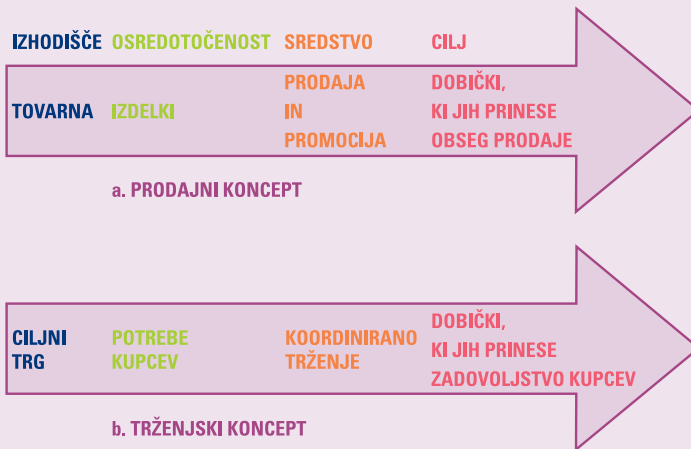 IZHODIŠČE OSREDOTOČENOST SREDSTVO CILJ
TOVARNA IZDELKI PRODAJA IN PROMOCIJA DOBIČKI, KI JIH PRINESE OBSEG PRODAJE
a. PRODAJNI KONCEPT
CILJNI TRG POTREBE KUPCEV KOORDINIRANO TRŽENJE DOBIČKI, KI JIH PRINESE ZADOVOLJSTVO KUPCEV
b. TRŽENJSKI KONCEPT